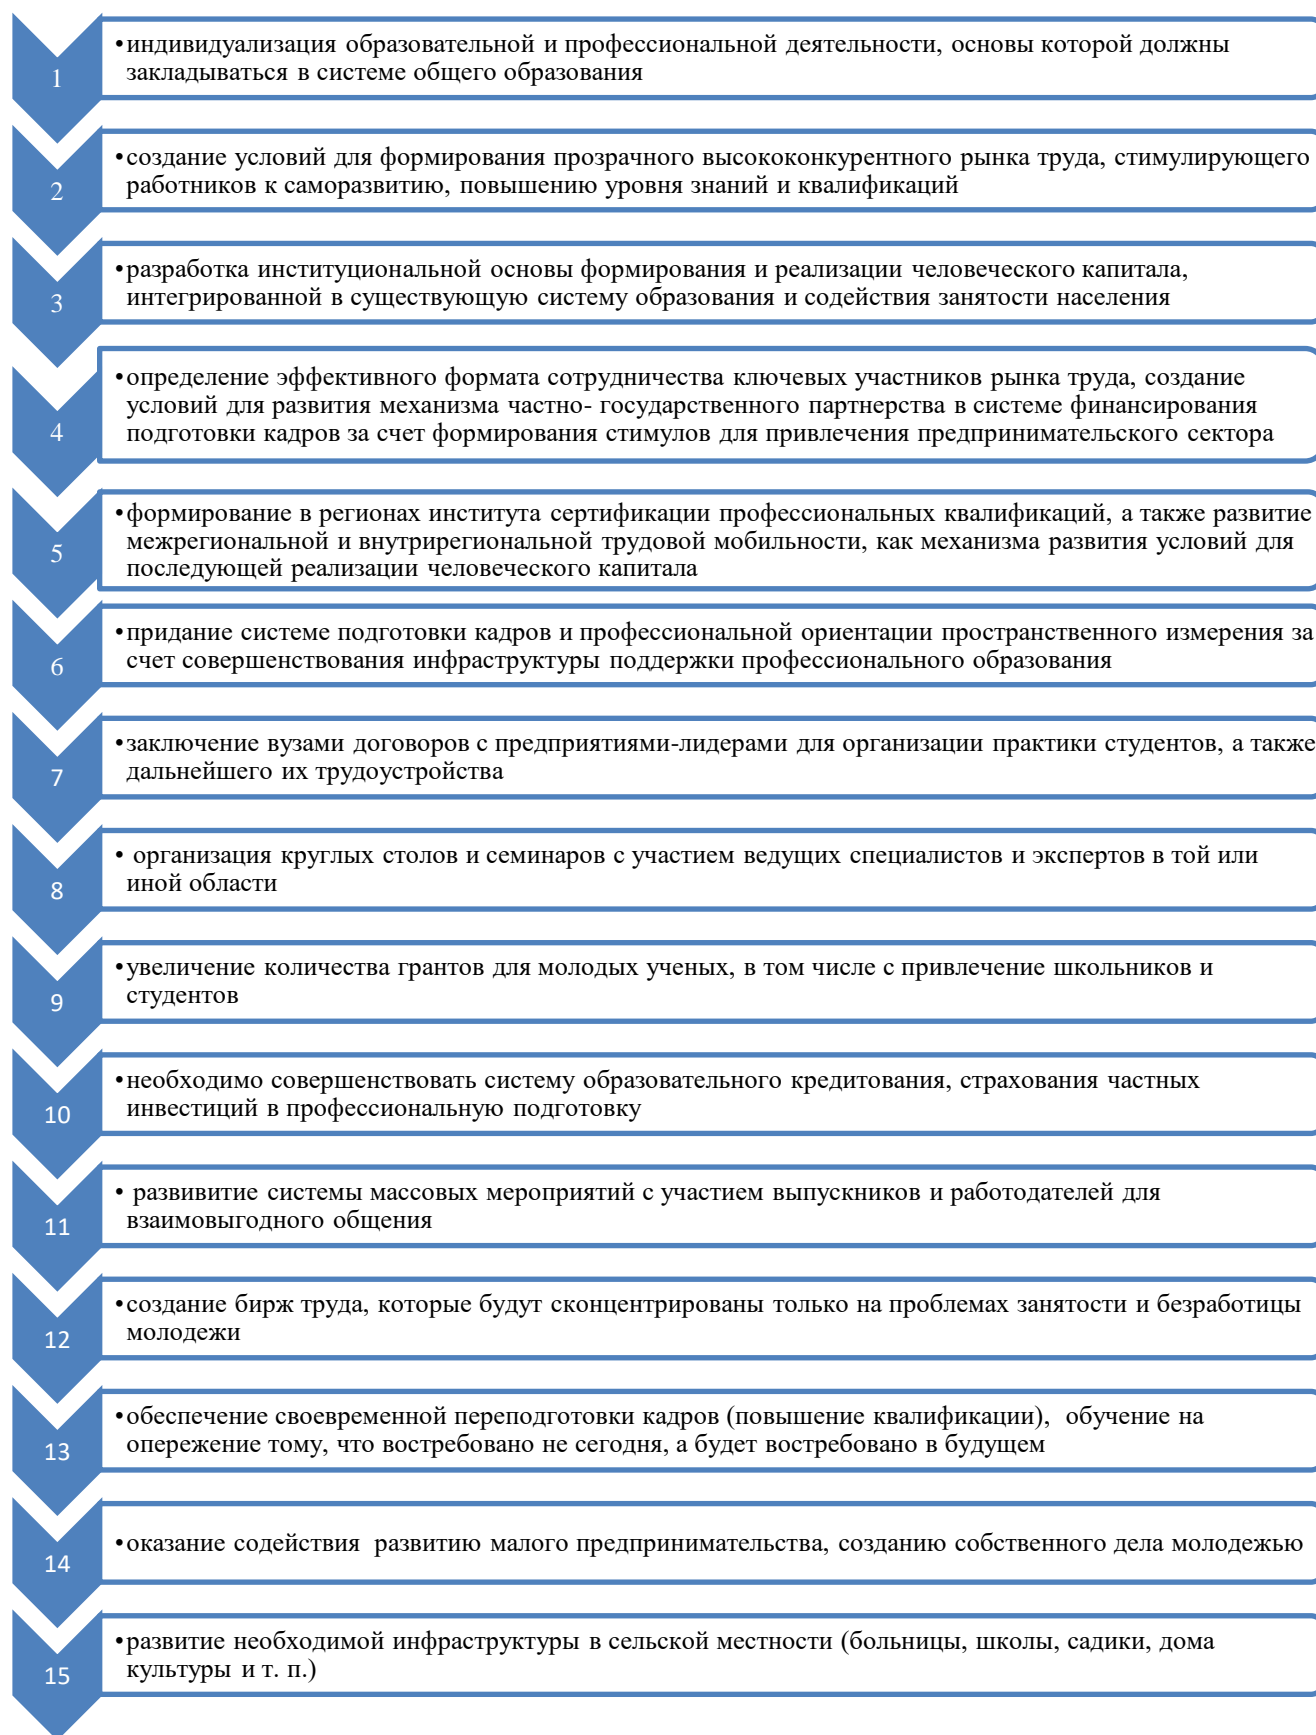 1
•индивидуализация образовательной и профессиональной деятельности, основы которой должны
закладываться в системе общего образования
2
•создание условий для формирования прозрачного высококонкурентного рынка труда, стимулирующего
работников к саморазвитию, повышению уровня знаний и квалификаций
3
•разработка институциональной основы формирования и реализации человеческого капитала,
интегрированной в существующую систему образования и содействия занятости населения
4
•определение эффективного формата сотрудничества ключевых участников рынка труда, создание
условий для развития механизма частно- государственного партнерства в системе финансирования
подготовки кадров за счет формирования стимулов для привлечения предпринимательского сектора
5
•формирование в регионах института сертификации профессиональных квалификаций, а также развитие
межрегиональной и внутрирегиональной трудовой мобильности, как механизма развития условий для
последующей реализации человеческого капитала
6
•придание системе подготовки кадров и профессиональной ориентации пространственного измерения за
счет совершенствования инфраструктуры поддержки профессионального образования
7
•заключение вузами договоров с предприятиями-лидерами для организации практики студентов, а также
дальнейшего их трудоустройства
8
• организация круглых столов и семинаров с участием ведущих специалистов и экспертов в той или
иной области
9
•увеличение количества грантов для молодых ученых, в том числе с привлечение школьников и
студентов
10
•необходимо совершенствовать систему образовательного кредитования, страхования частных
инвестиций в профессиональную подготовку
11
• развивитие системы массовых мероприятий с участием выпускников и работодателей для
взаимовыгодного общения
12
•создание бирж труда, которые будут сконцентрированы только на проблемах занятости и безработицы
молодежи
13
•обеспечение своевременной переподготовки кадров (повышение квалификации),  обучение на
опережение тому, что востребовано не сегодня, а будет востребовано в будущем
14
•оказание содействия  развитию малого предпринимательства, созданию собственного дела молодежью
15
•развитие необходимой инфраструктуры в сельской местности (больницы, школы, садики, дома
культуры и т. п.)